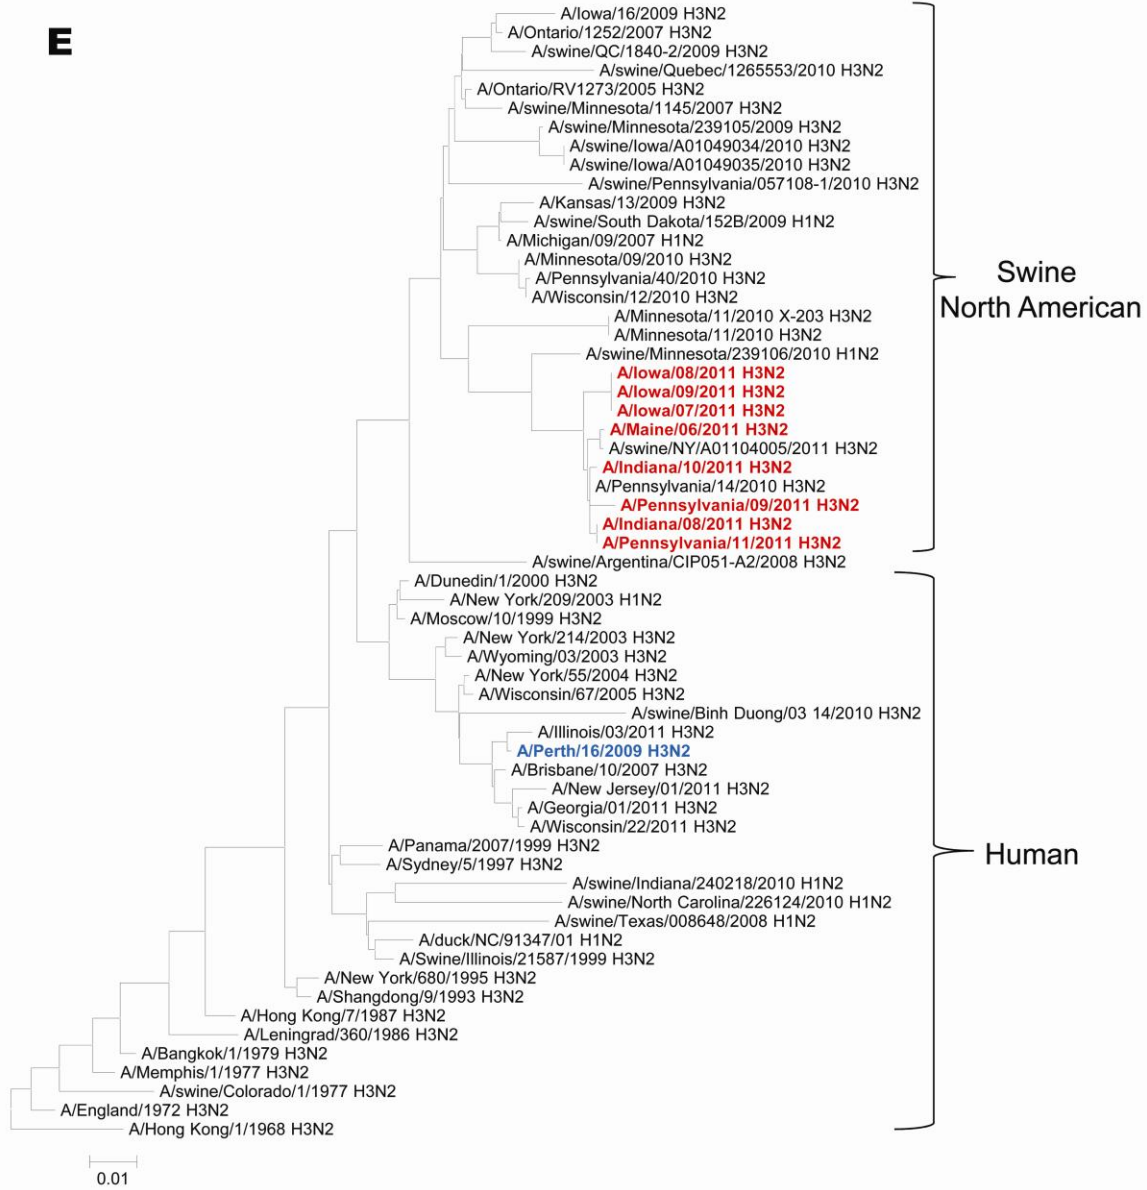 E
A/Iowa/16/2009 H3N2
A/Ontario/1252/2007 H3N2
A/swine/QC/1840-2/2009 H3N2
A/swine/Quebec/1265553/2010 H3N2
A/Ontario/RV1273/2005 H3N2
A/swine/Minnesota/1145/2007 H3N2
A/swine/Minnesota/239105/2009 H3N2
A/swine/Iowa/A01049034/2010 H3N2
A/swine/Iowa/A01049035/2010 H3N2
A/swine/Pennsylvania/057108-1/2010 H3N2
A/Kansas/13/2009 H3N2
A/swine/South Dakota/152B/2009 H1N2
A/Michigan/09/2007 H1N2
A/Minnesota/09/2010 H3N2
A/Pennsylvania/40/2010 H3N2
A/Wisconsin/12/2010 H3N2
Swine
North American
A/Minnesota/11/2010 X-203 H3N2
A/Minnesota/11/2010 H3N2
A/swine/Minnesota/239106/2010 H1N2
A/Iowa/08/2011 H3N2
A/Iowa/09/2011 H3N2
A/Iowa/07/2011 H3N2
A/Maine/06/2011 H3N2
A/swine/NY/A01104005/2011 H3N2
A/Indiana/10/2011 H3N2
A/Pennsylvania/14/2010 H3N2
A/Pennsylvania/09/2011 H3N2
A/Indiana/08/2011 H3N2
A/Pennsylvania/11/2011 H3N2
A/swine/Argentina/CIP051-A2/2008 H3N2
A/Dunedin/1/2000 H3N2
A/New York/209/2003 H1N2
A/Moscow/10/1999 H3N2
A/New York/214/2003 H3N2
A/Wyoming/03/2003 H3N2
A/New York/55/2004 H3N2
A/Wisconsin/67/2005 H3N2
A/swine/Binh Duong/03 14/2010 H3N2
A/Illinois/03/2011 H3N2
A/Perth/16/2009 H3N2
A/Brisbane/10/2007 H3N2
A/New Jersey/01/2011 H3N2
A/Georgia/01/2011 H3N2
A/Wisconsin/22/2011 H3N2
A/Panama/2007/1999 H3N2
Human
A/Sydney/5/1997 H3N2
A/swine/Indiana/240218/2010 H1N2
A/swine/North Carolina/226124/2010 H1N2
A/swine/Texas/008648/2008 H1N2
A/duck/NC/91347/01 H1N2
A/Swine/Illinois/21587/1999 H3N2
A/New York/680/1995 H3N2
A/Shangdong/9/1993 H3N2
A/Hong Kong/7/1987 H3N2
A/Leningrad/360/1986 H3N2
A/Bangkok/1/1979 H3N2
A/Memphis/1/1977 H3N2
A/swine/Colorado/1/1977 H3N2
A/England/1972 H3N2
A/Hong Kong/1/1968 H3N2
0.01